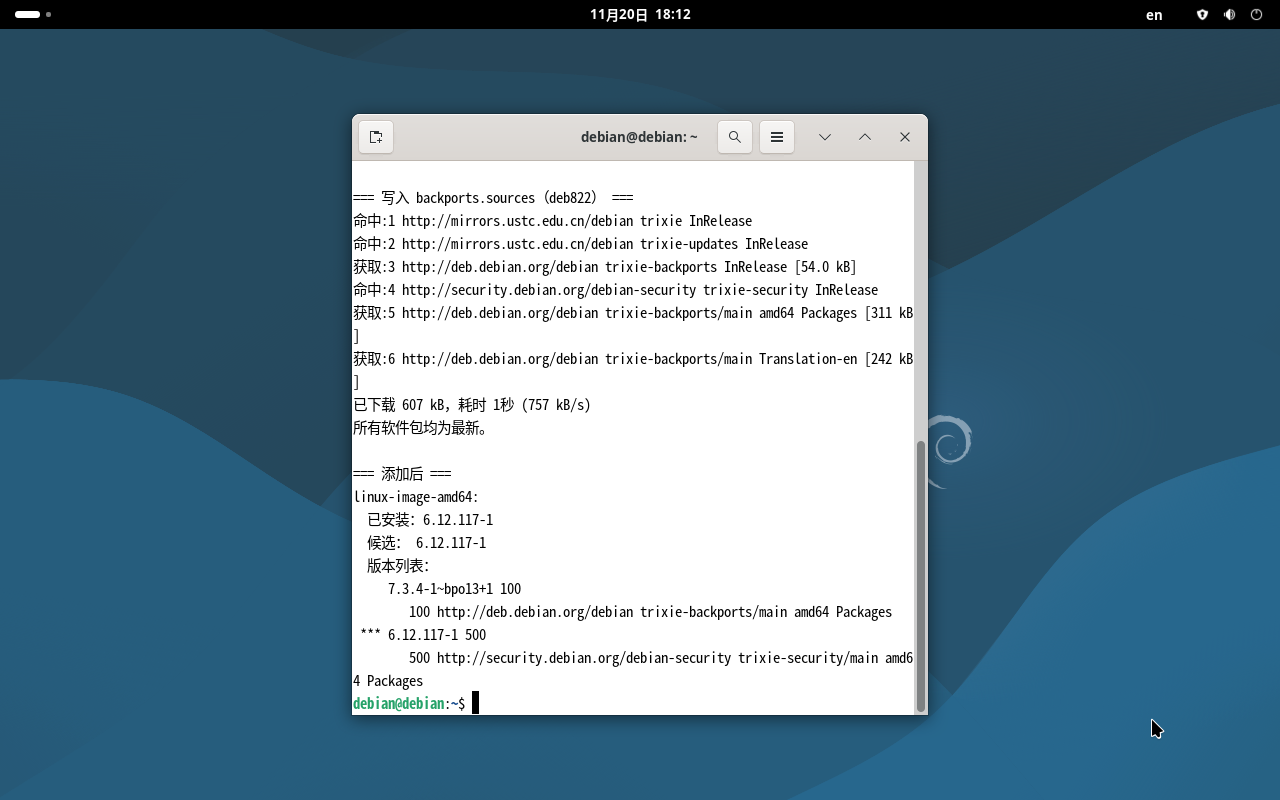 11月20日 18:12
en
debian@debian: ~
=== 写入 backports.sources（deb822） ===
命中:1 http://mirrors.ustc.edu.cn/debian trixie InRelease
命中:2 http://mirrors.ustc.edu.cn/debian trixie-updates InRelease
获取:3 http://deb.debian.org/debian trixie-backports InRelease [54.0 kB]
命中:4 http://security.debian.org/debian-security trixie-security InRelease
获取:5 http://deb.debian.org/debian trixie-backports/main amd64 Packages [311 kB
]
获取:6 http://deb.debian.org/debian trixie-backports/main Translation-en [242 kB
]
已下载 607 kB，耗时 1秒 (757 kB/s)
所有软件包均为最新。
=== 添加后 ===
linux-image-amd64:
已安装：6.12.117-1
候选： 6.12.117-1
版本列表：
7.3.4-1~bpo13+1 100
100 http://deb.debian.org/debian trixie-backports/main amd64 Packages
*** 6.12.117-1 500
500 http://security.debian.org/debian-security trixie-security/main amd6
4 Packages
debian@debian:~$